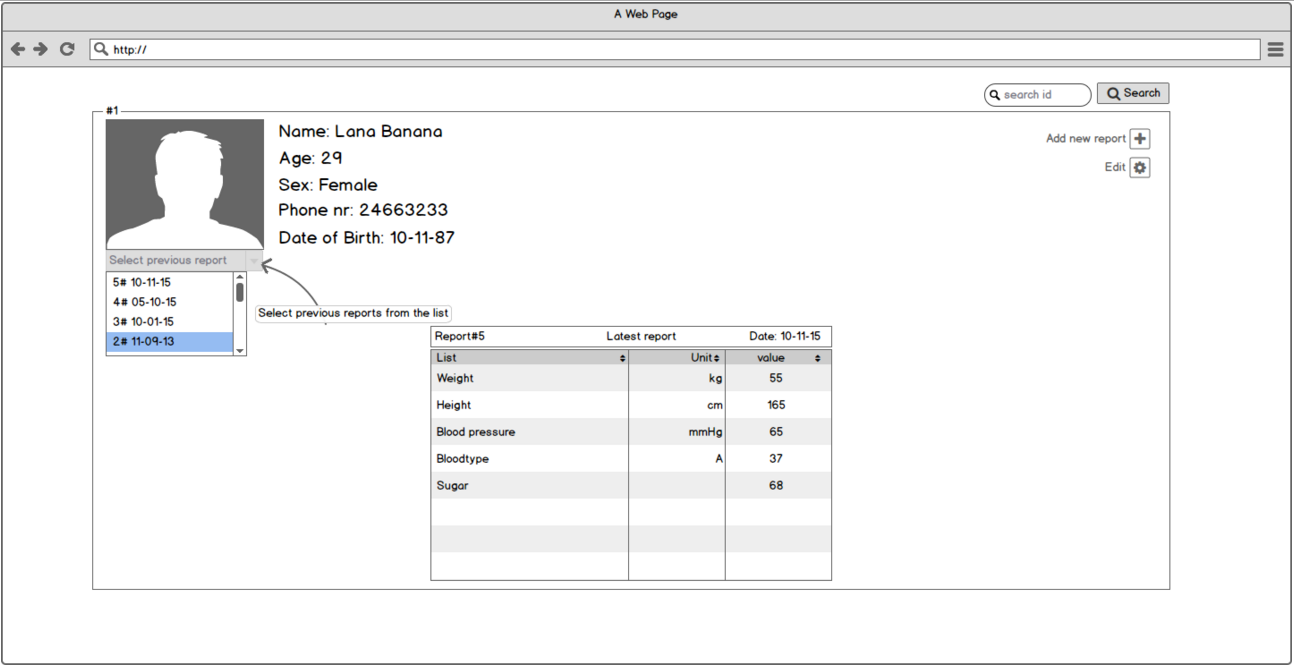 A Web Page
http://
search id
Search
#1
Name: Lana Banana
Age: 29
Sex: Female
Phone nr: 24663233
Date of Birth: 10-11-87
Add new report
Edit
Select previous report
5# 10-11-15
4# 05-10-15
3# 10-01-15
2# 11-09-13
Select previous reports from the list
Report#5 Latest report Date: 10-11-15
List Unit value
Weight kg 55
Height cm 165
Blood pressure mmHg 65
Bloodtype A 37
Sugar 68